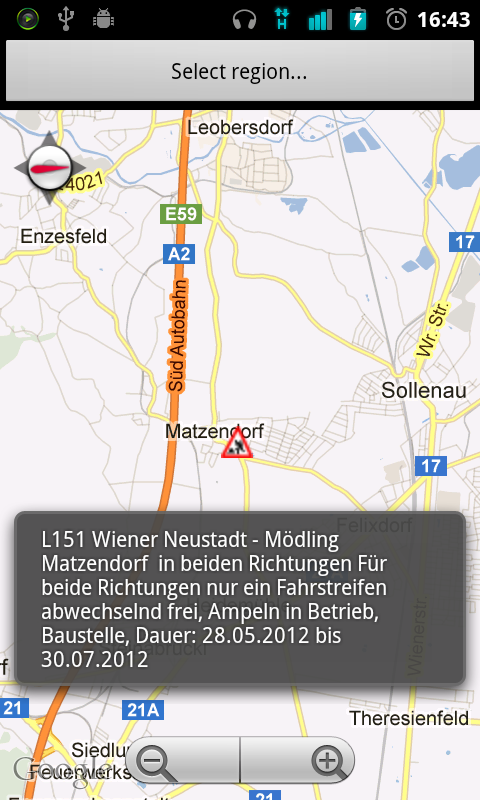 16:43
Select region...
Leobersdorf
4021
E59
Enzesfeld
17
A2
Süd Autobahn
Wr. Str.
Sollenau
Matzendorf
17
Felixdorf
L151 Wiener Neustadt - Mödling
Matzendorf  in beiden Richtungen Für
beide Richtungen nur ein Fahrstreifen
abwechselnd frei, Ampeln in Betrieb,
Baustelle, Dauer: 28.05.2012 bis
30.07.2012
Wienerstr
21
21A
Theresienfeld
Siedlu
Google
Feuerwerks
21